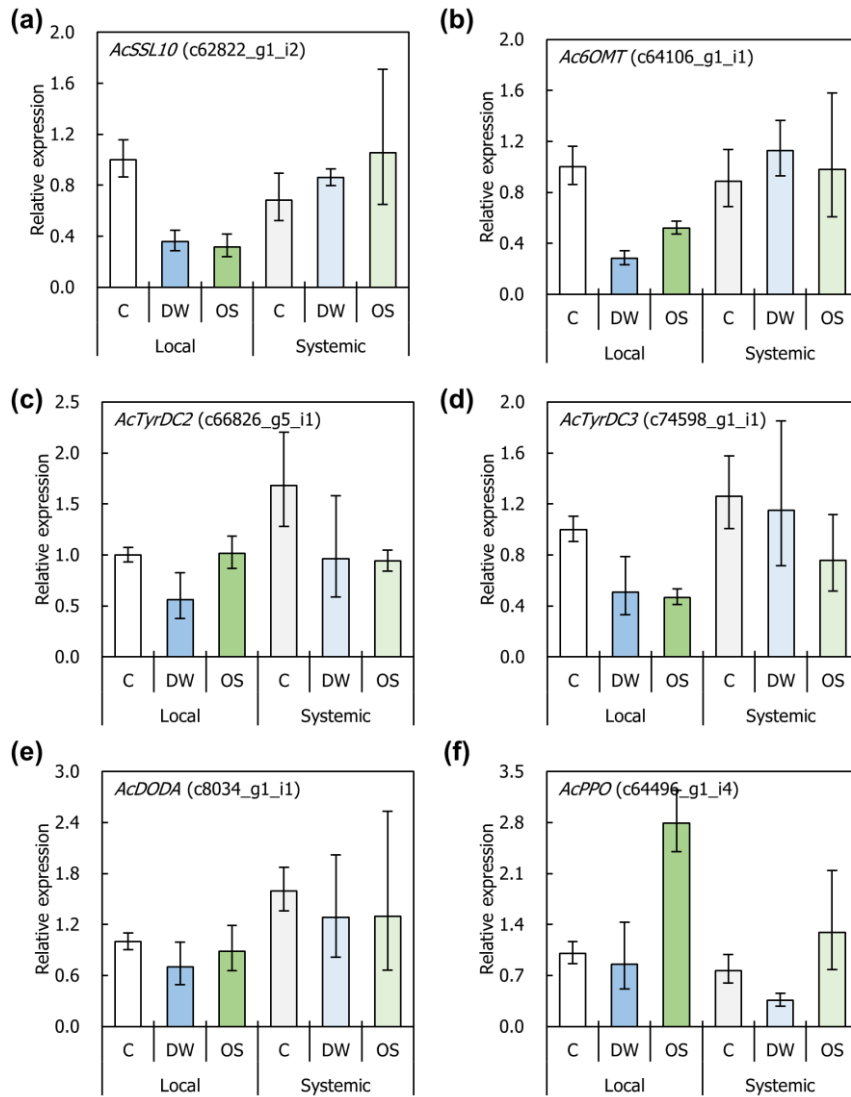 (a)
AcSSL10 (c62822_g1_i2)
Relative expression
2.0
1.6
1.2
0.8
0.4
0.0
C DW OS C DW OS
Local Systemic
(b)
Ac6OMT (c64106_g1_i1)
Relative expression
2.0
1.6
1.2
0.8
0.4
0.0
C DW OS C DW OS
Local Systemic
(c)
AcTyrDC2 (c66826_g5_i1)
Relative expression
2.5
2.0
1.5
1.0
0.5
0.0
C DW OS C DW OS
Local Systemic
(d)
AcTyrDC3 (c74598_g1_i1)
Relative expression
2.0
1.6
1.2
0.8
0.4
0.0
C DW OS C DW OS
Local Systemic
(e)
AcDODA (c8034_g1_i1)
Relative expression
3.0
2.4
1.8
1.2
0.6
0.0
C DW OS C DW OS
Local Systemic
(f)
AcPPO (c64496_g1_i4)
Relative expression
3.5
2.8
2.1
1.4
0.7
0.0
C DW OS C DW OS
Local Systemic